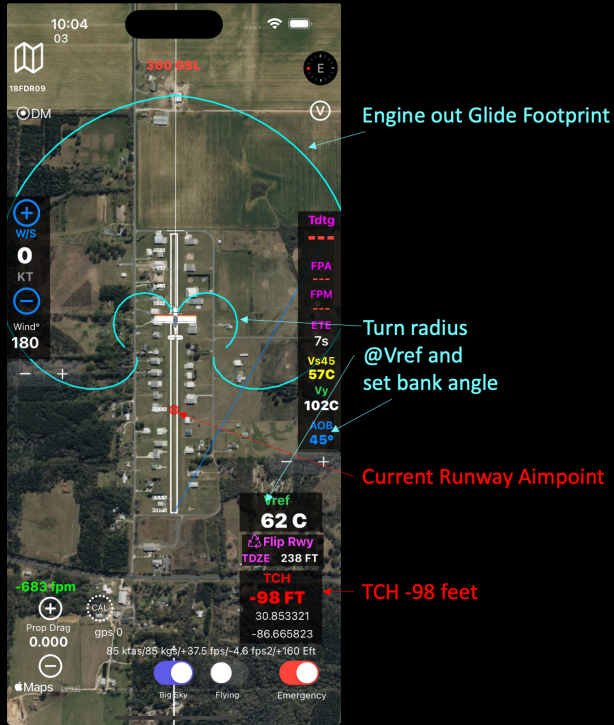 10:04
03
360 GSL
E
18FDR09
DM
V
Engine out Glide Footprint
W/S
0
KT
Wind°
180
Tdtg
---
FPA
---
FPM
---
ETE
7s
Vs45
57C
Vy
102C
AOB
45°
Turn radius
@Vref and
set bank angle
Current Runway Aimpoint
Vref
62 C
Flip Rwy
TDZE 238 FT
TCH
-98 FT
30.853321
-86.665823
TCH -98 feet
-683 fpm
CAL
Prop Drag
gps 0
0.000
85 ktas/85 kgs/+37.5 fps/-4.6 fps2/+160 Eft
Maps Legal
Big Sky
Flying
Emergency